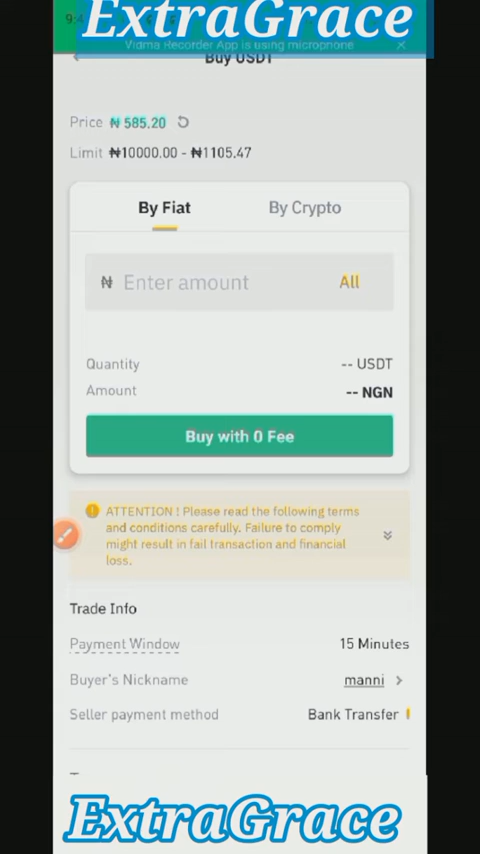 ExtraGrace
9:4
Vidma Recorder App is using microphone
Buy USDT
Price ₦ 585.20
Limit ₦10000.00 - ₦1105.47
By Fiat By Crypto
₦ Enter amount All
Quantity -- USDT
Amount -- NGN
Buy with 0 Fee
ATTENTION ! Please read the following terms
and conditions carefully. Failure to comply
might result in fail transaction and financial
loss.
Trade Info
Payment Window 15 Minutes
Buyer's Nickname manni
Seller payment method Bank Transfer
ExtraGrace